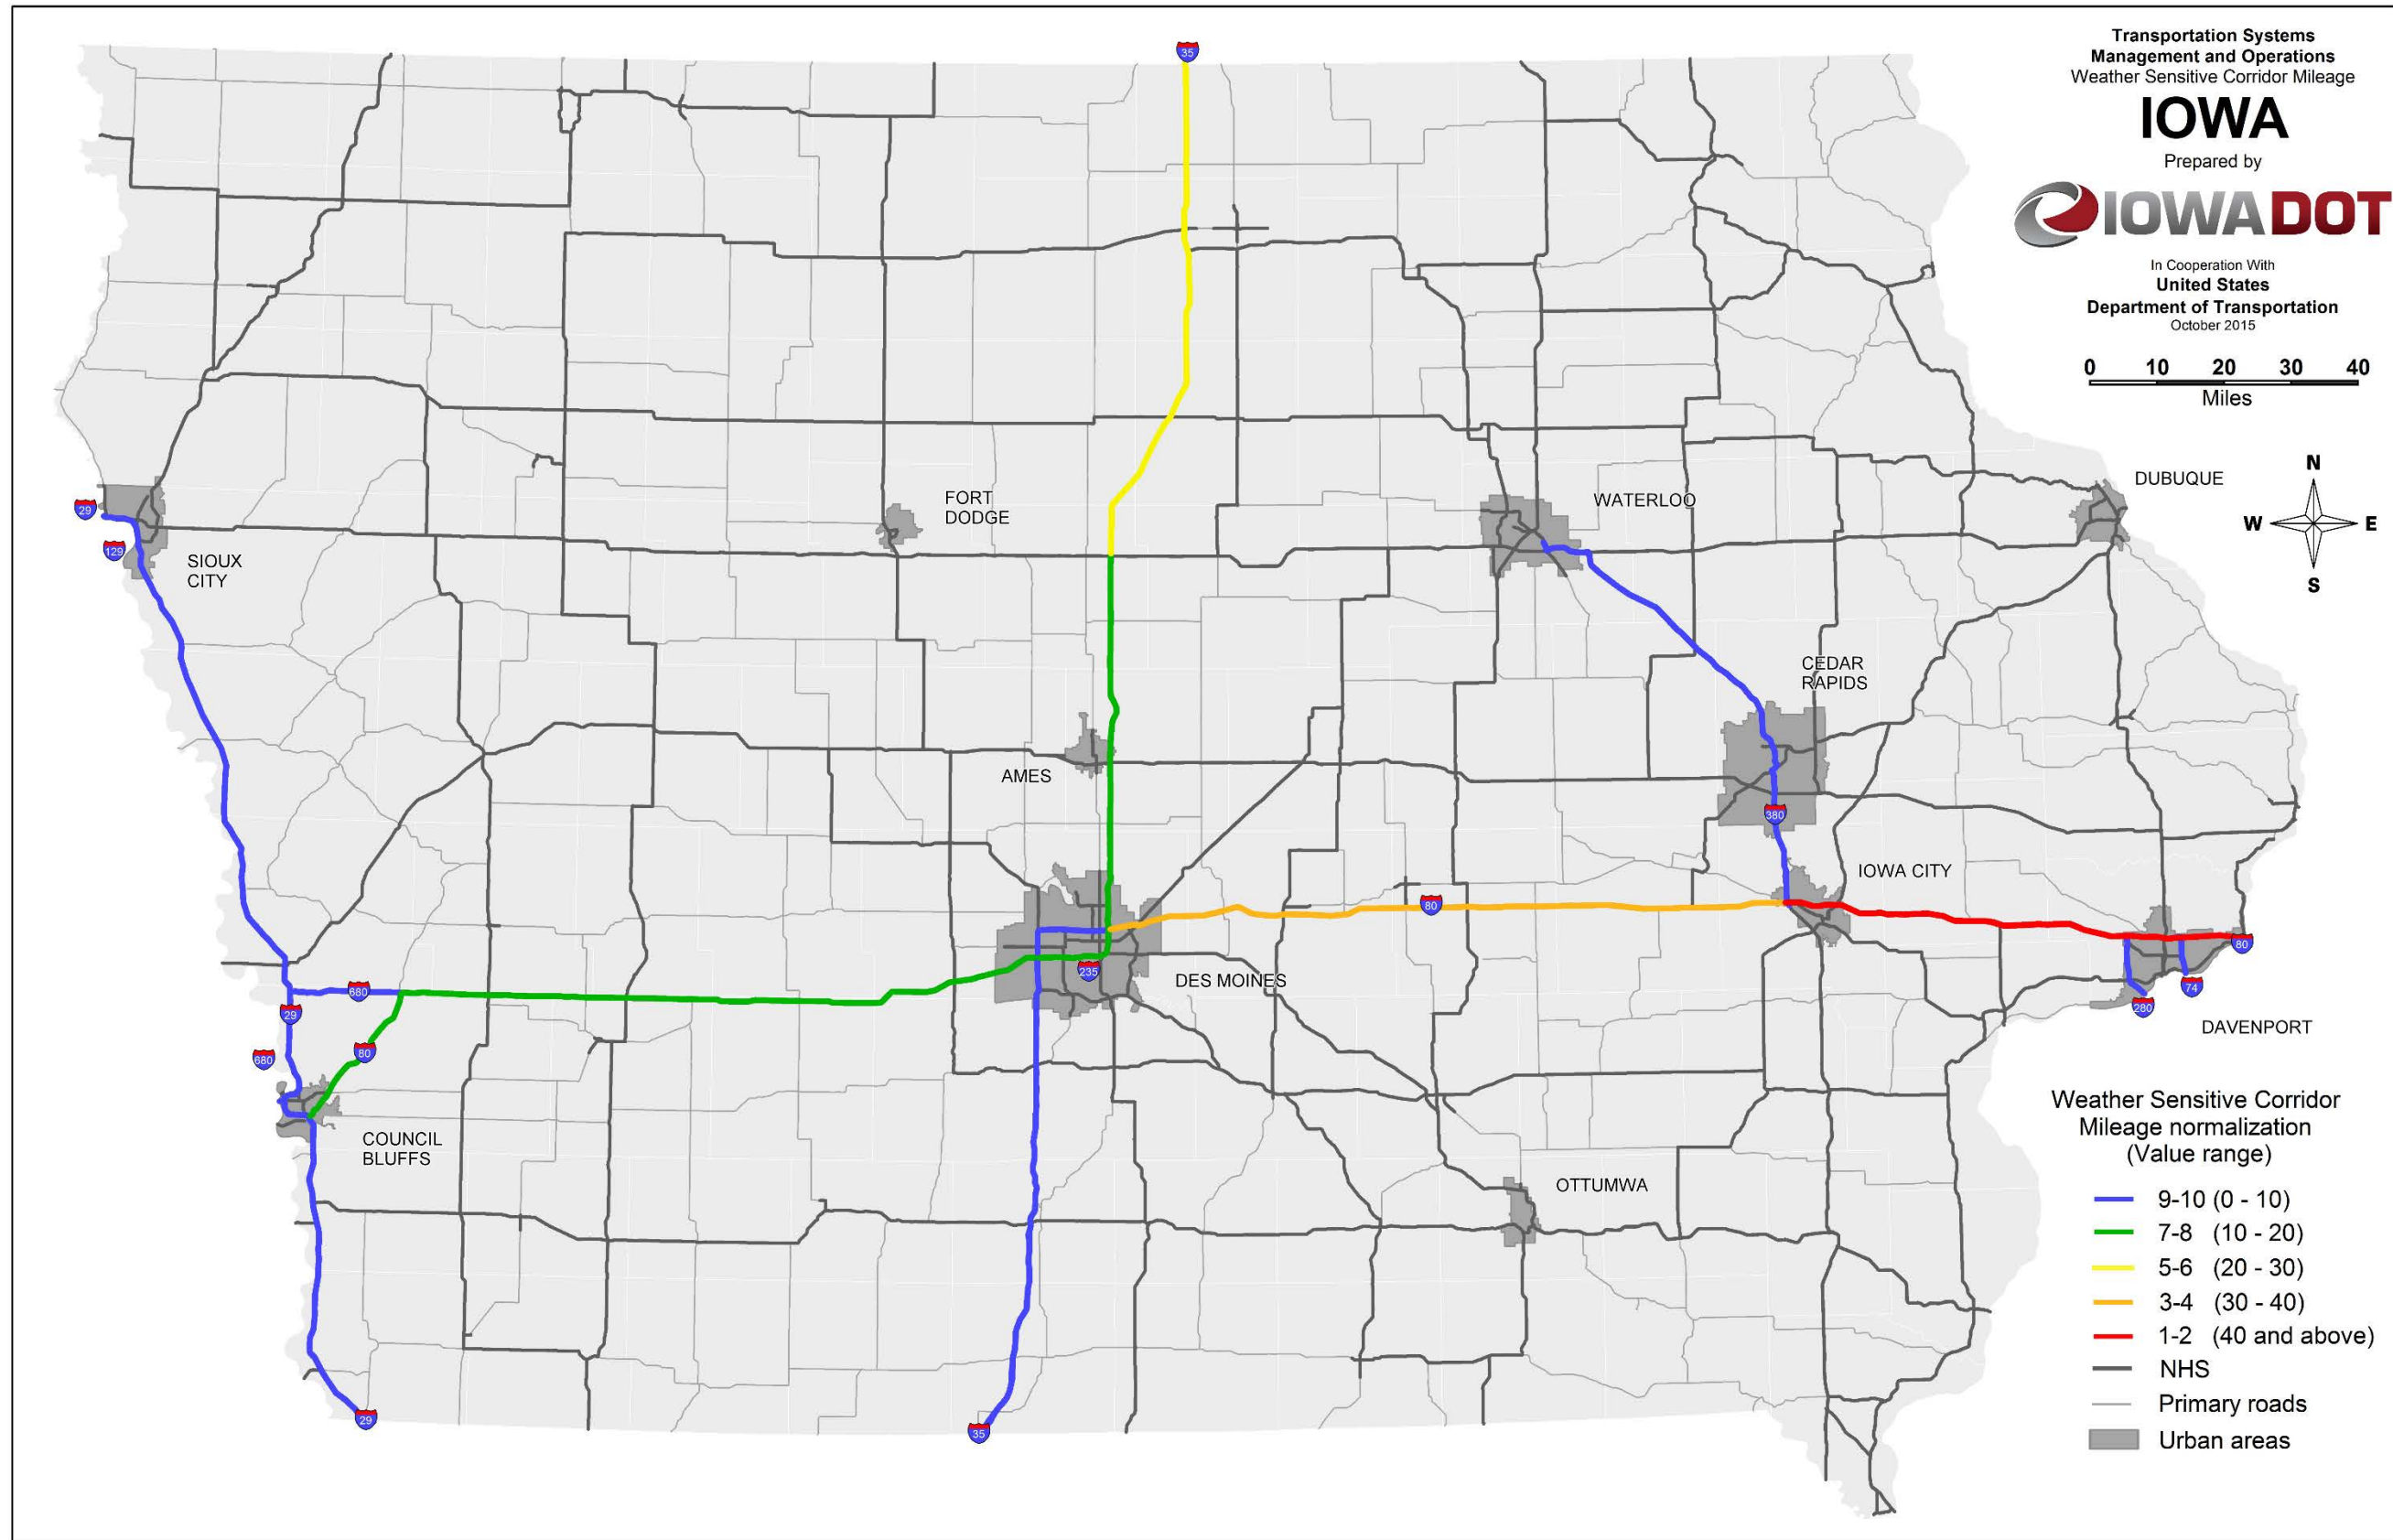 Transportation Systems
Management and Operations
Weather Sensitive Corridor Mileage
IOWA
Prepared by
IOWADOT
In Cooperation With
United States
Department of Transportation
October 2015
0 10 20 30 40
Miles
N
W E
S
35
29
129
SIOUX
CITY
FORT
DODGE
WATERLOO
DUBUQUE
CEDAR
RAPIDS
AMES
380
IOWA CITY
80
80
235
DES MOINES
680
29
680
80
74
280
DAVENPORT
COUNCIL
BLUFFS
OTTUMWA
29
35
Weather Sensitive Corridor
Mileage normalization
(Value range)
9-10 (0 - 10)
7-8 (10 - 20)
5-6 (20 - 30)
3-4 (30 - 40)
1-2 (40 and above)
NHS
Primary roads
Urban areas